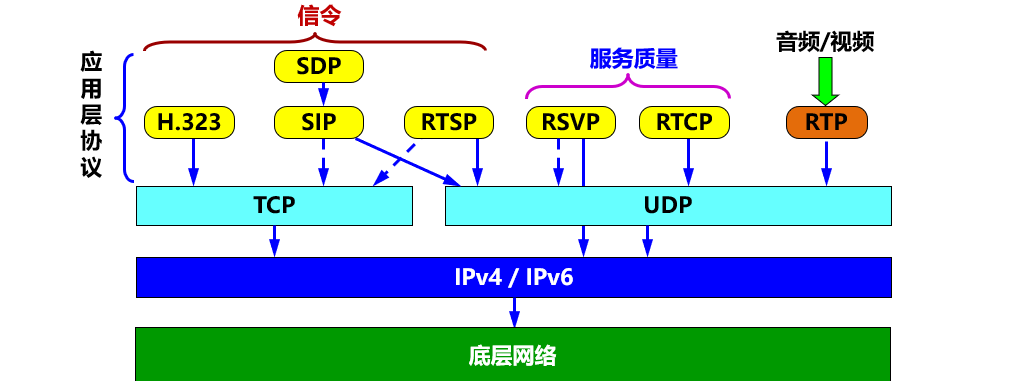 信令
音频/视频
服务质量
应用层协议
SDP
H.323
SIP
RTSP
RSVP
RTCP
RTP
TCP
UDP
IPv4 / IPv6
底层网络